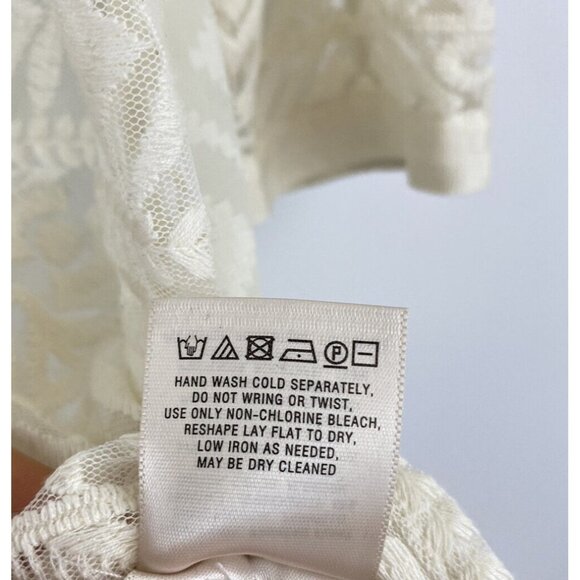 P
HAND WASH COLD SEPARATELY,
DO NOT WRING OR TWIST,
USE ONLY NON-CHLORINE BLEACH,
RESHAPE LAY FLAT TO DRY,
LOW IRON AS NEEDED,
MAY BE DRY CLEANED